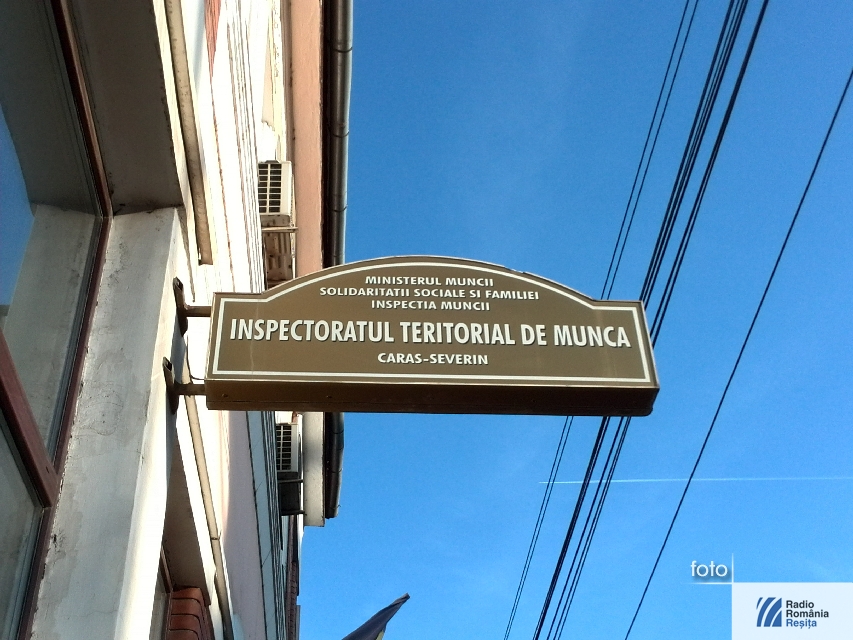 MINISTERUL MUNCII
SOLIDARITATII SOCIALE SI FAMILIEI
INSPECTIA MUNCII
INSPECTORATUL TERITORIAL DE MUNCA
CARAS-SEVERIN
foto
Radio
România
Reșița